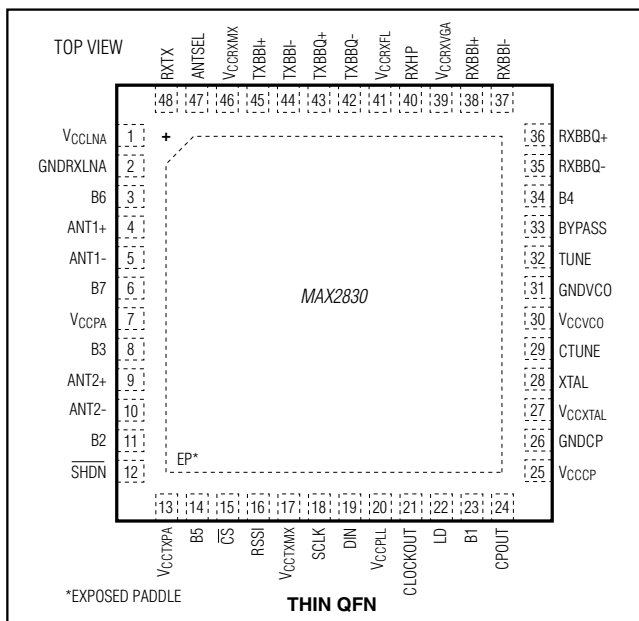 TOP VIEW
RXTX
ANTSEL
VCCRXMX
TXBBI+
TXBBI-
TXBBQ+
TXBBQ-
VCCRXFL
RXHP
VCCRXVGA
RXBBI+
RXBBI-
48 47 46 45 44 43 42 41 40 39 38 37
VCCLNA 1 + 36 RXBBQ+
GNDRXLNA 2 35 RXBBQ-
B6 3 34 B4
ANT1+ 4 33 BYPASS
ANT1- 5 32 TUNE
B7 6 MAX2830 31 GNDVCO
VCCPA 7 30 VCCVCO
B3 8 29 CTUNE
ANT2+ 9 28 XTAL
ANT2- 10 27 VCCXTAL
B2 11 26 GNDCP
SHDN 12 EP* 25 VCCCP
13 14 15 16 17 18 19 20 21 22 23 24
VCCTXPA
B5
CS
RSSI
VCCTXMX
SCLK
DIN
VCCPLL
CLOCKOUT
LD
B1
CPOUT
*EXPOSED PADDLE
THIN QFN